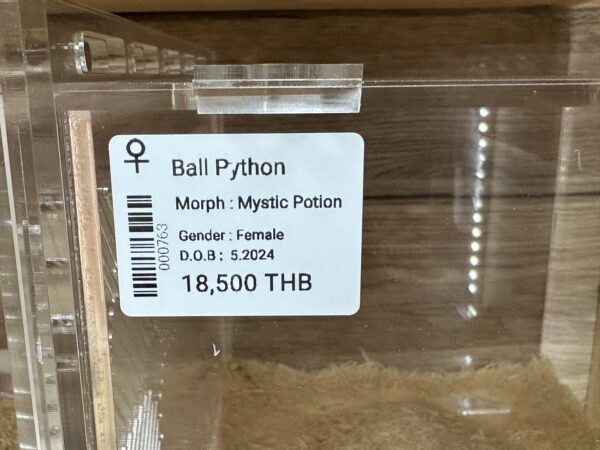 ♀ Ball Python
Morph : Mystic Potion
Gender : Female
D.O.B : 5.2024
18,500 THB
000763